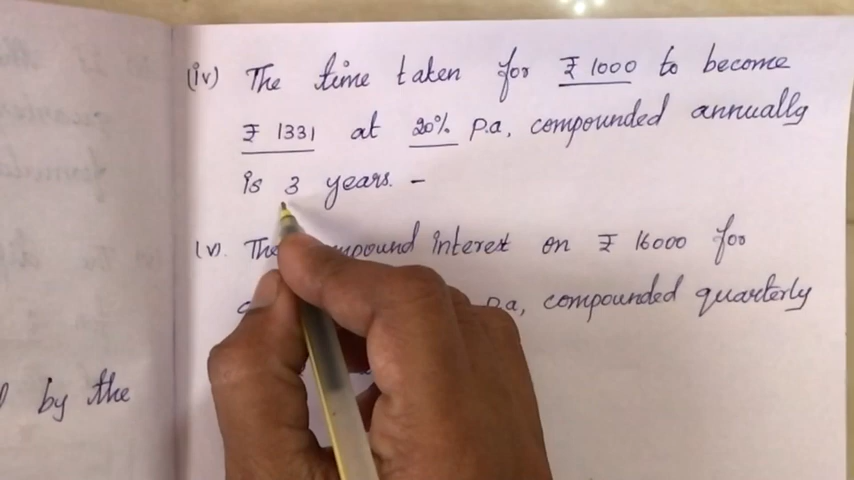 (iv) The time taken for ₹ 1000 to become
₹ 1331 at 20% p.a, compounded annually
is 3 years. -
(v). The interest on ₹ 16000 for
p.a, compounded quarterly
by the